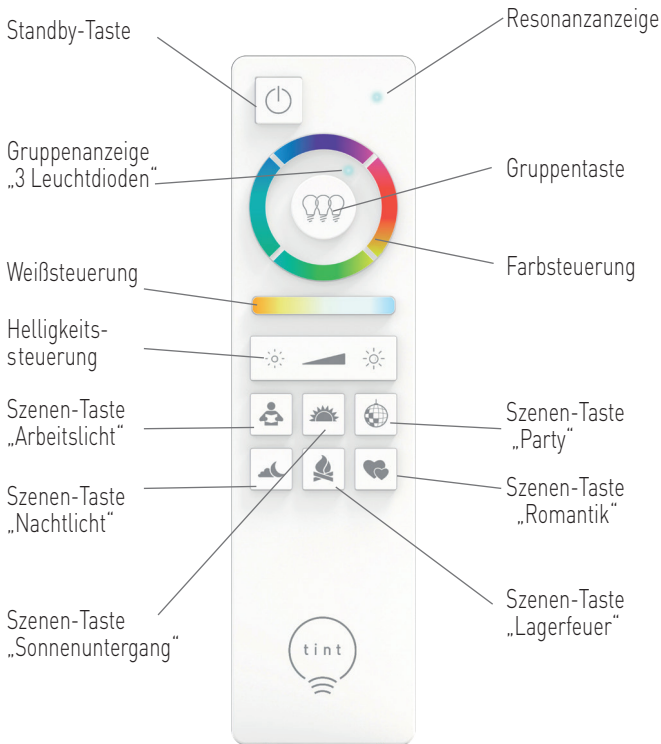 Standby-Taste
Resonanzanzeige
Gruppenanzeige
„3 Leuchtdioden“
Gruppentaste
Weißsteuerung
Farbsteuerung
Helligkeits-
steuerung
Szenen-Taste
„Arbeitslicht“
Szenen-Taste
„Party“
Szenen-Taste
„Nachtlicht“
Szenen-Taste
„Romantik“
Szenen-Taste
„Sonnenuntergang“
Szenen-Taste
„Lagerfeuer“
tint